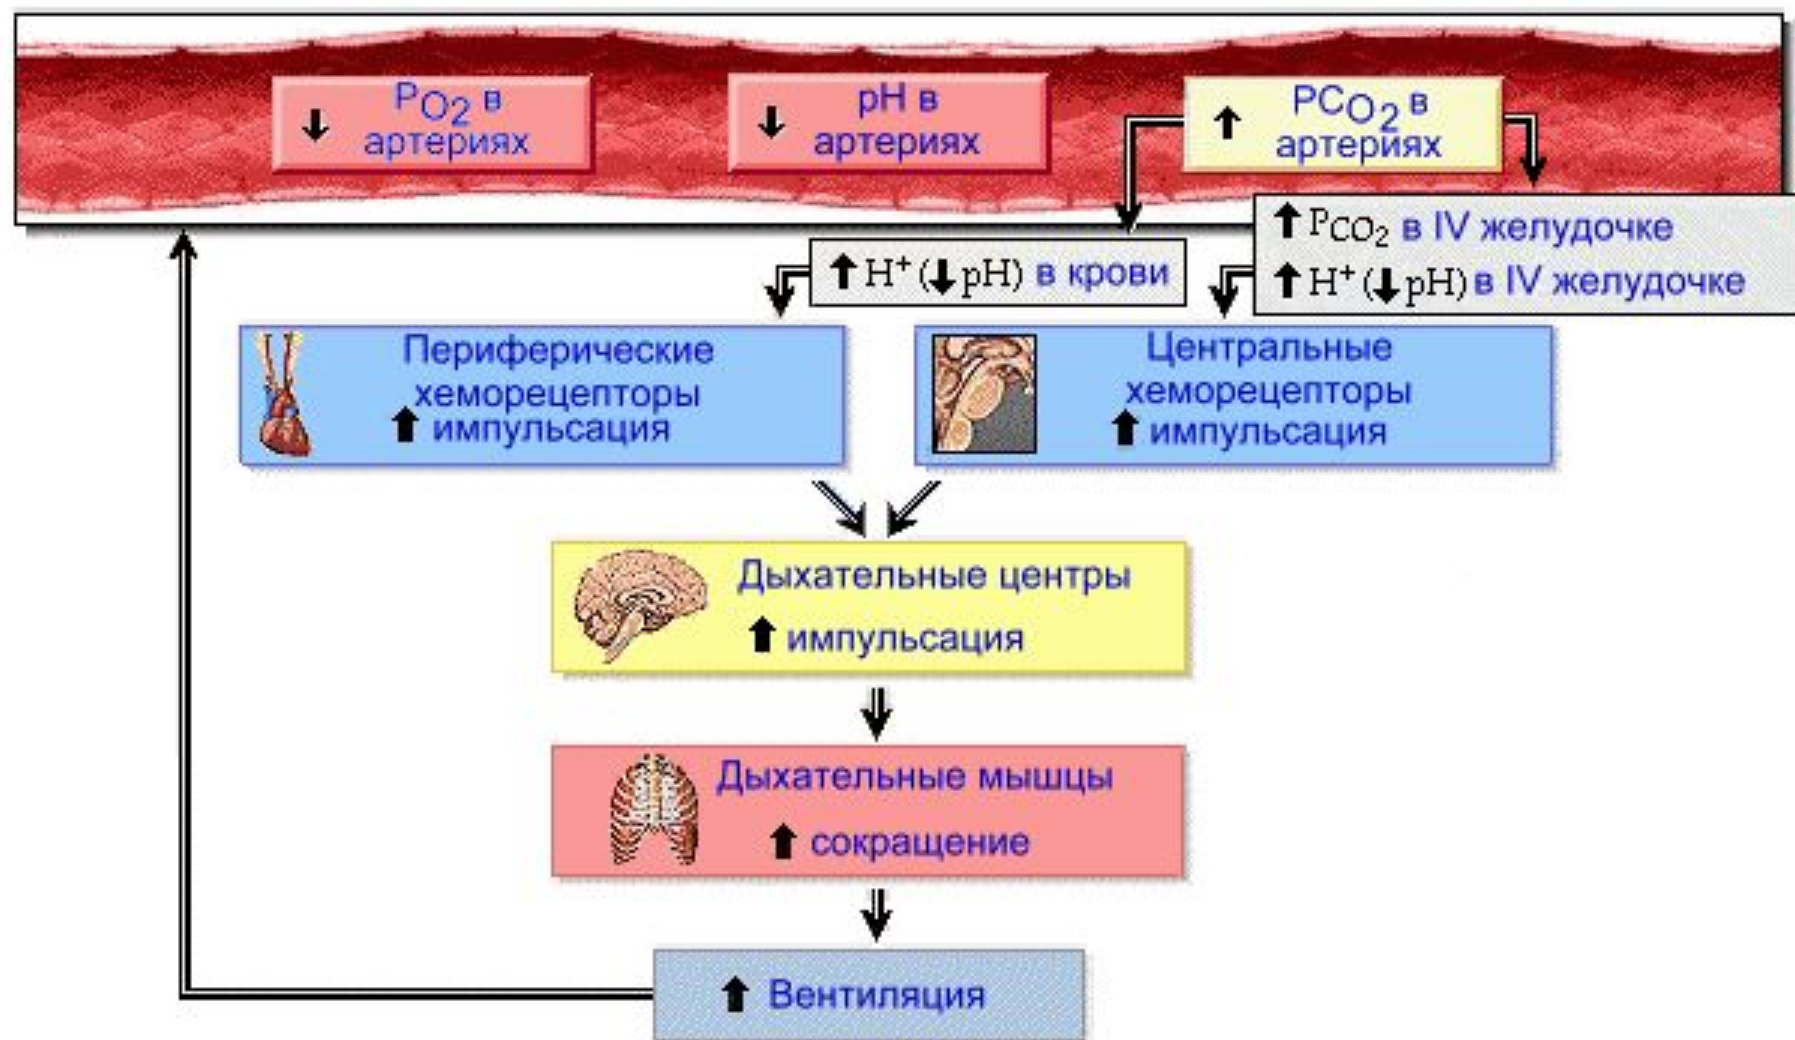 ↓ PO2 в
артериях
↓ pH в
артериях
↑ PCO2 в
артериях
↑ PCO2 в IV желудочке
↑ H+ (↓ pH) в IV желудочке
↑ H+ (↓ pH) в крови
Периферические
хеморецепторы
↑ импульсация
Центральные
хеморецепторы
↑ импульсация
Дыхательные центры
↑ импульсация
Дыхательные мышцы
↑ сокращение
↑ Вентиляция